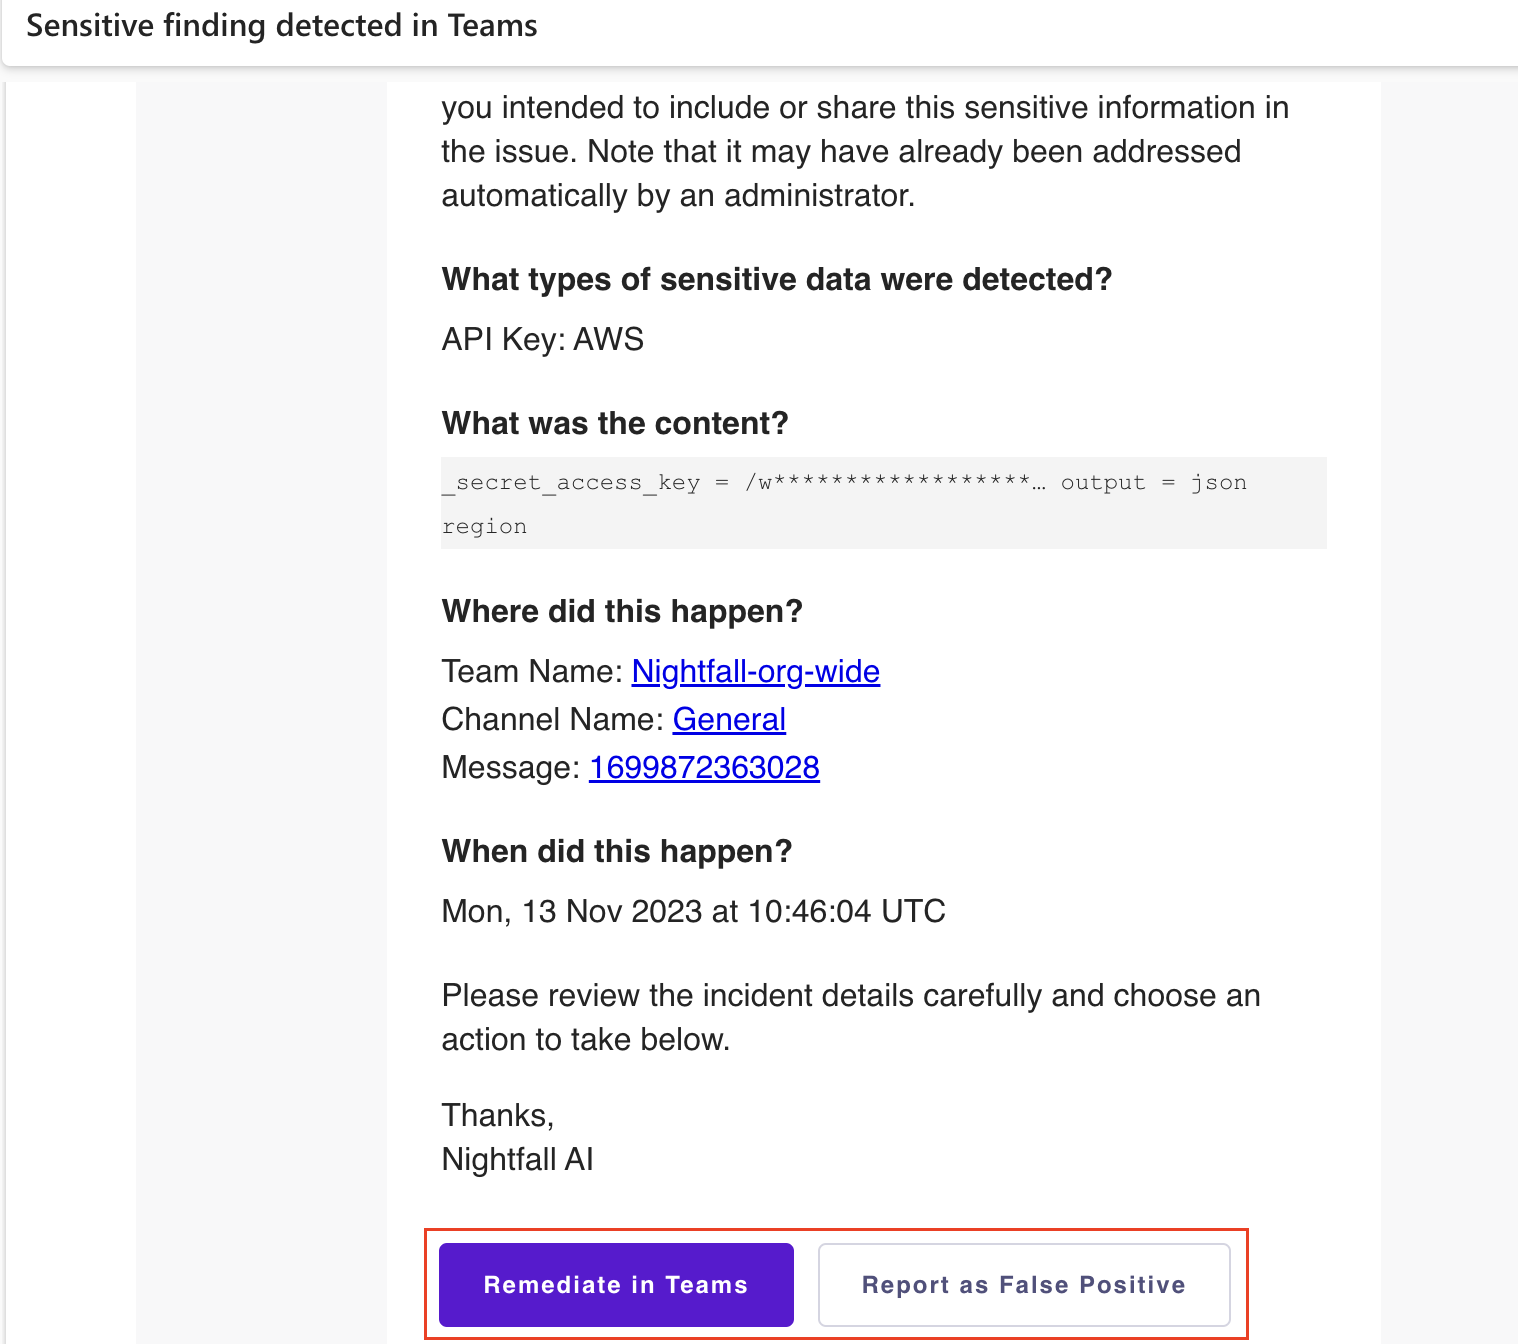 Sensitive finding detected in Teams
you intended to include or share this sensitive information in
the issue. Note that it may have already been addressed
automatically by an administrator.
What types of sensitive data were detected?
API Key: AWS
What was the content?
_secret_access_key = /w******************… output = json
region
Where did this happen?
Team Name: Nightfall-org-wide
Channel Name: General
Message: 1699872363028
When did this happen?
Mon, 13 Nov 2023 at 10:46:04 UTC
Please review the incident details carefully and choose an
action to take below.
Thanks,
Nightfall AI
Remediate in Teams
Report as False Positive